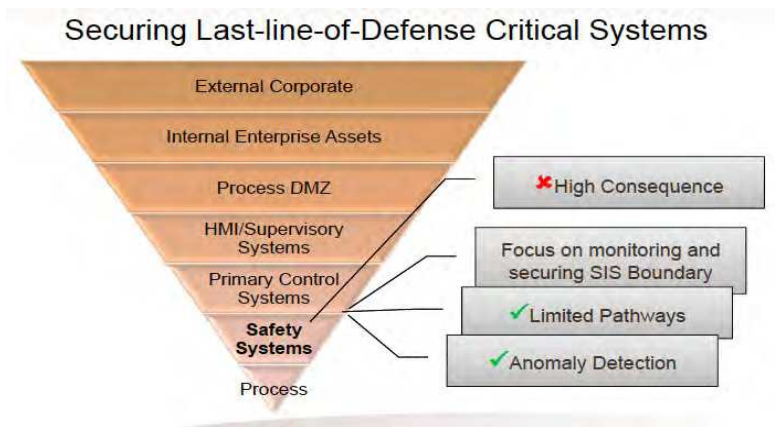 Securing Last-line-of-Defense Critical Systems
External Corporate
Internal Enterprise Assets
Process DMZ
HMI/Supervisory
Systems
Primary Control
Systems
Safety
Systems
Process
✘High Consequence
Focus on monitoring and
securing SIS Boundary
✓Limited Pathways
✓Anomaly Detection